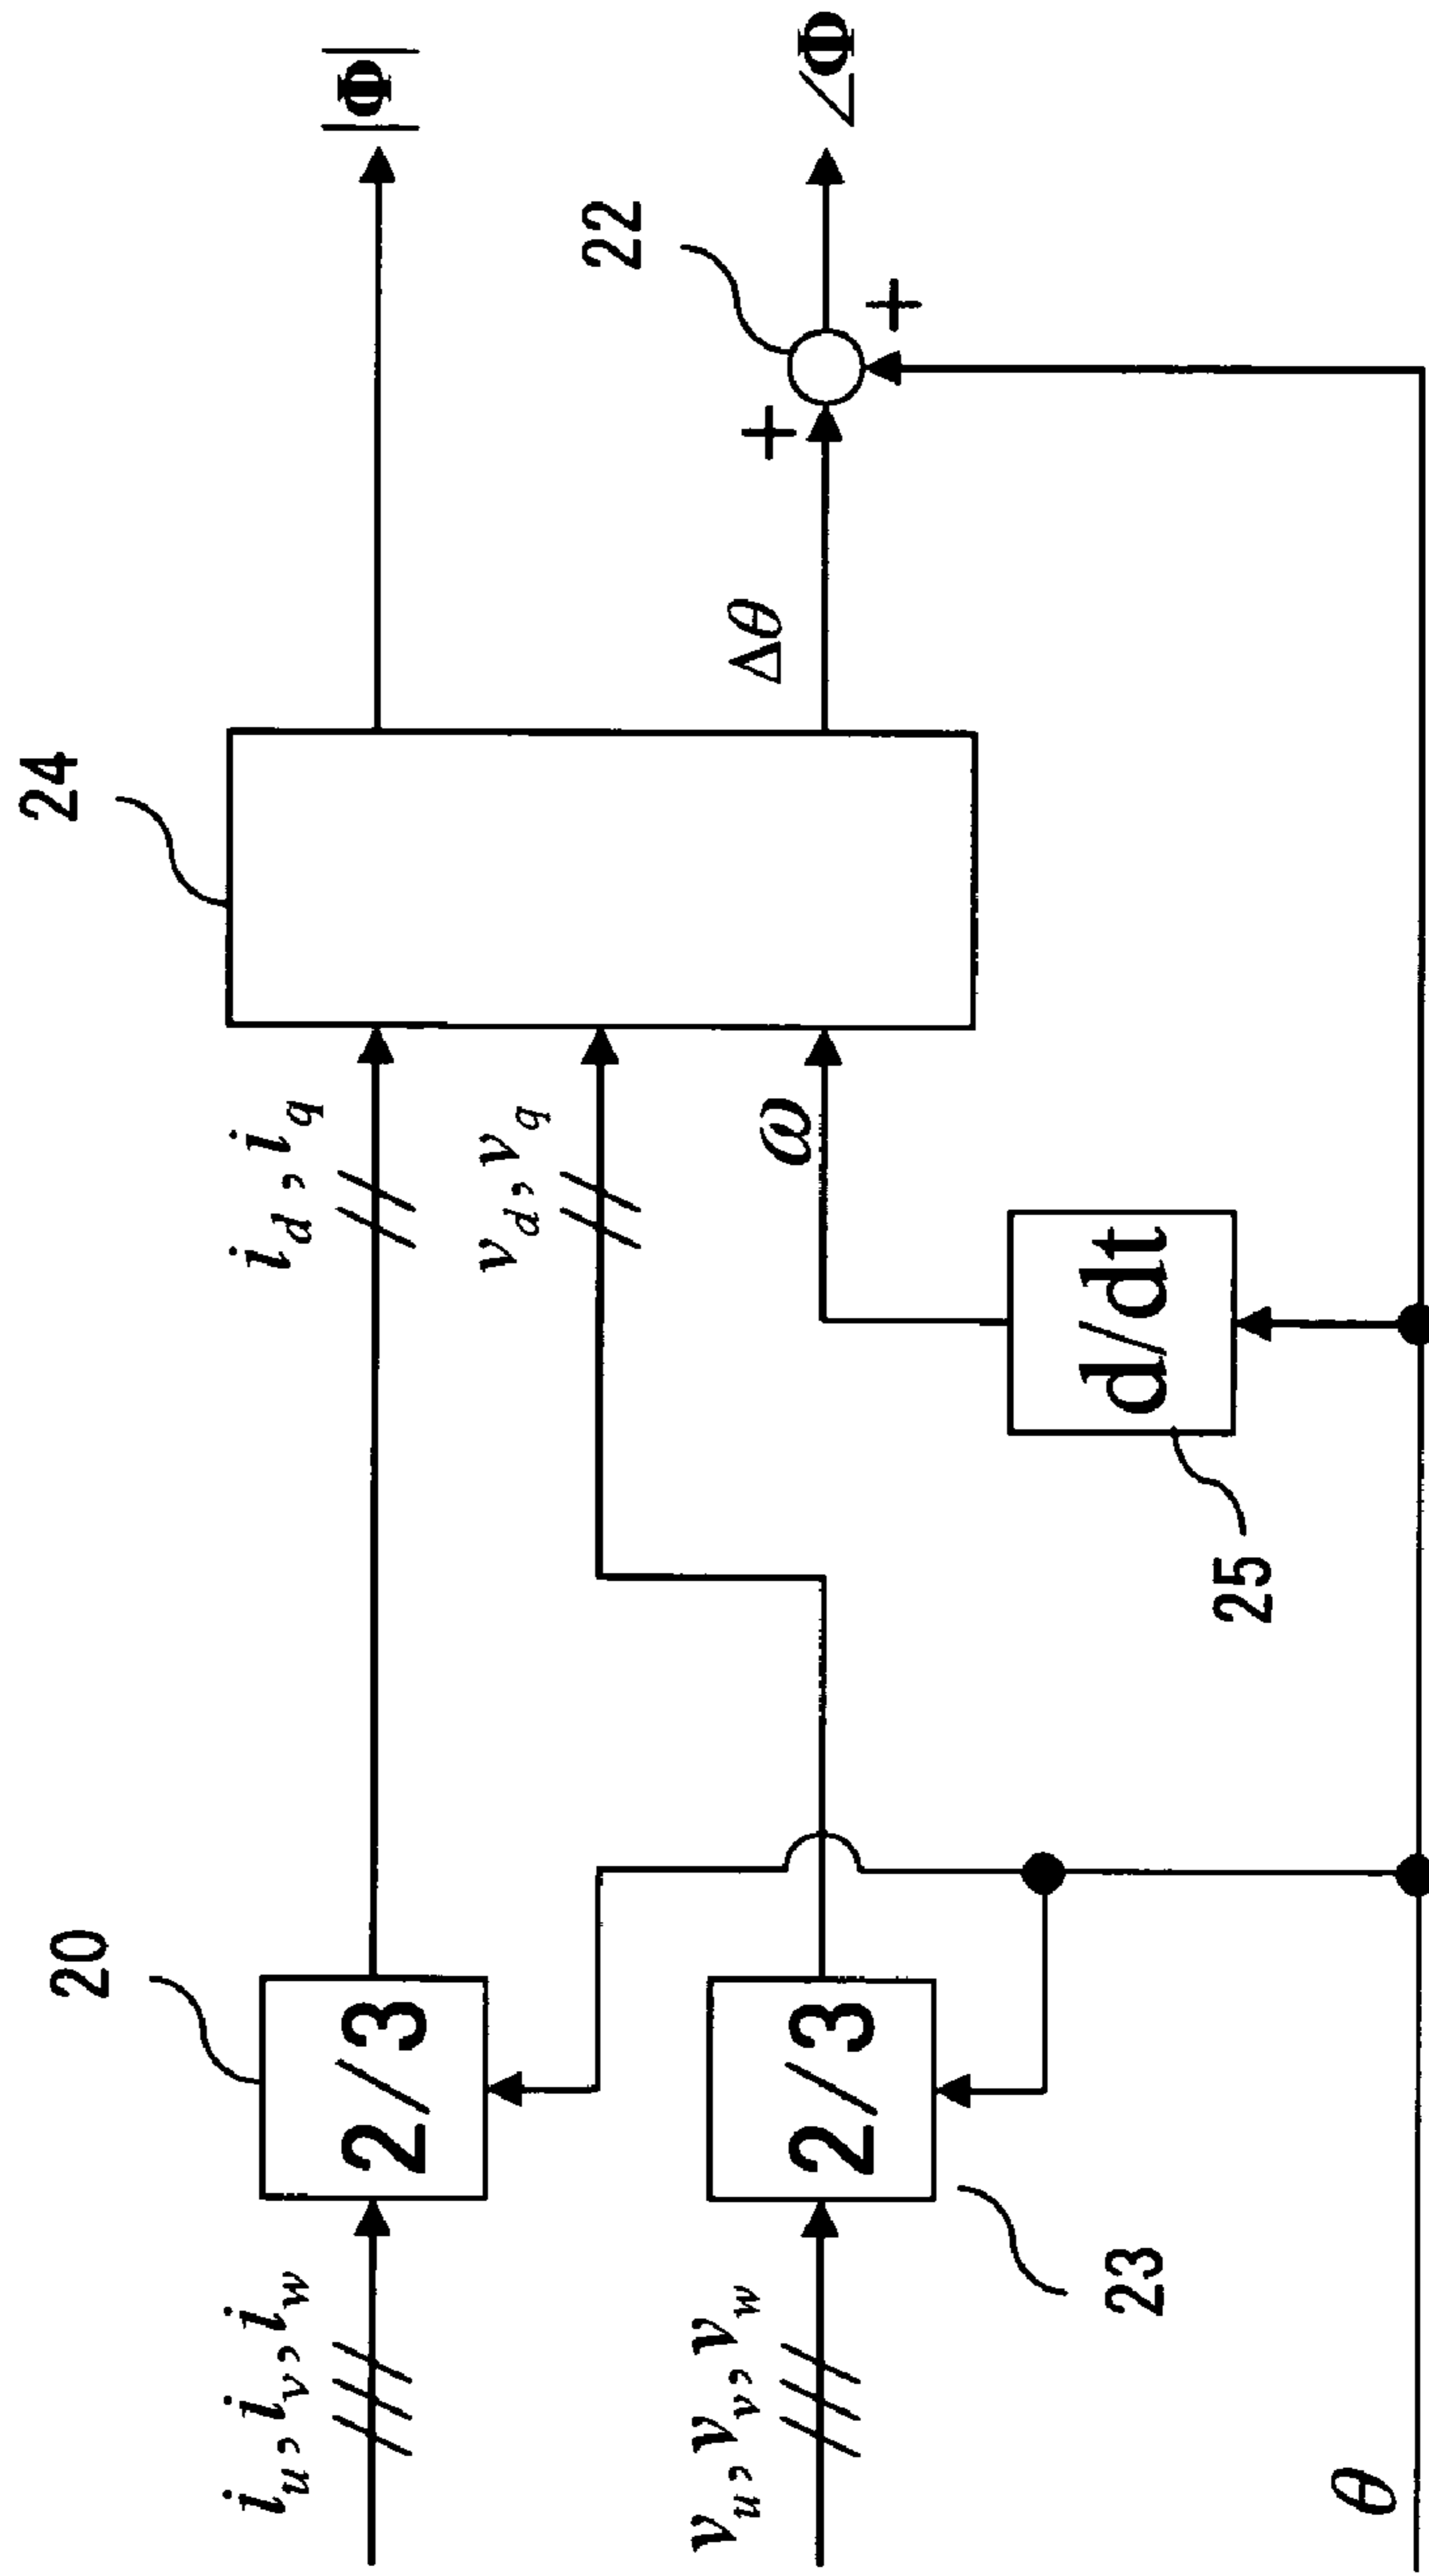 i_u, i_v, i_w
2/3
20
i_d, i_q
24
|Φ|
v_u, v_v, v_w
2/3
23
v_d, v_q
ω
d/dt
25
Δθ
+
+
22
∠Φ
θ